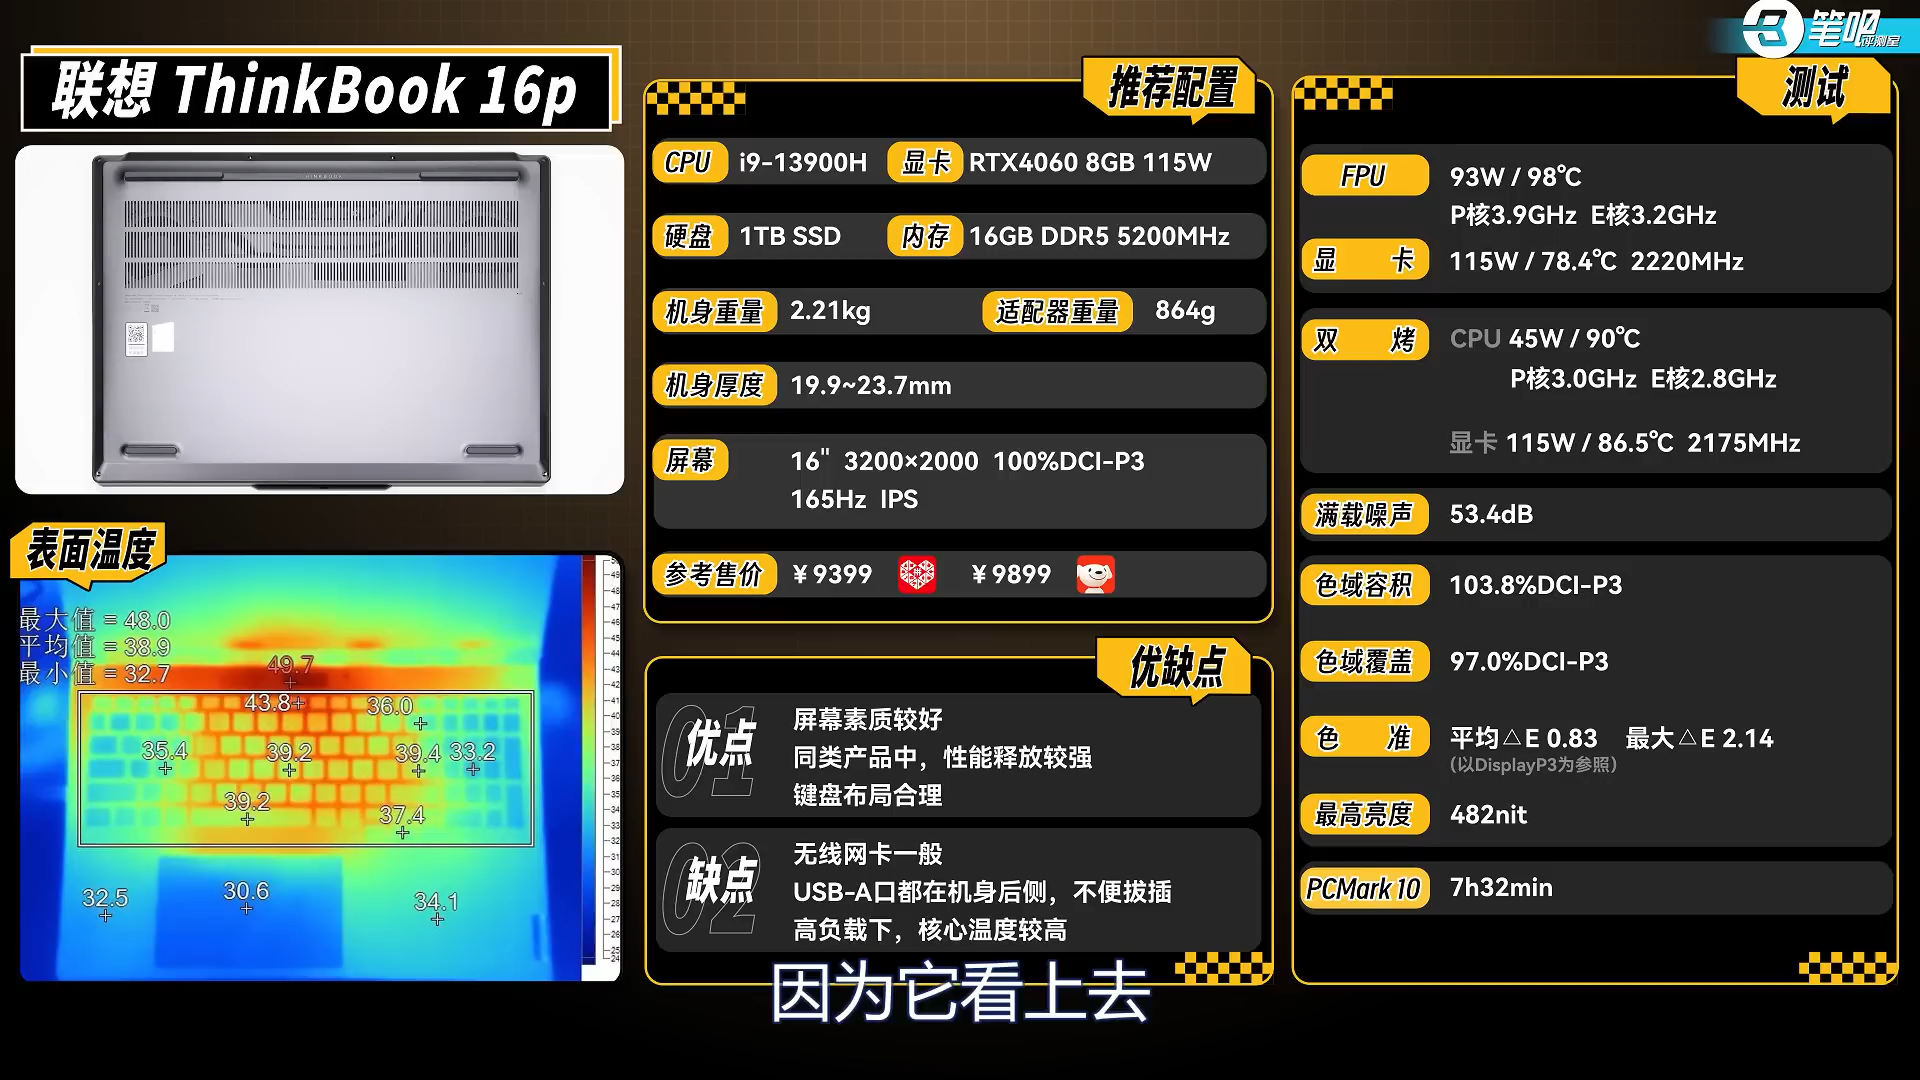 笔吧
评测室
联想 ThinkBook 16p
THINKBOOK
表面温度
最大值 = 48.0
平均值 = 38.9
最小值 = 32.7
49.7
43.8
36.0
35.4
39.2
39.4
33.2
39.2
37.4
32.5
30.6
34.1
推荐配置
CPU i9-13900H 显卡 RTX4060 8GB 115W
硬盘 1TB SSD 内存 16GB DDR5 5200MHz
机身重量 2.21kg 适配器重量 864g
机身厚度 19.9~23.7mm
屏幕 16" 3200×2000 100%DCI-P3
165Hz IPS
参考售价 ¥9399 ¥9899
优缺点
01
优点
屏幕素质较好
同类产品中，性能释放较强
键盘布局合理
02
缺点
无线网卡一般
USB-A口都在机身后侧，不便拔插
高负载下，核心温度较高
测试
FPU 93W / 98℃
P核3.9GHz E核3.2GHz
显卡 115W / 78.4℃ 2220MHz
双烤 CPU 45W / 90℃
P核3.0GHz E核2.8GHz
显卡 115W / 86.5℃ 2175MHz
满载噪声 53.4dB
色域容积 103.8%DCI-P3
色域覆盖 97.0%DCI-P3
色准 平均△E 0.83 最大△E 2.14
(以DisplayP3为参照)
最高亮度 482nit
PCMark 10 7h32min
因为它看上去